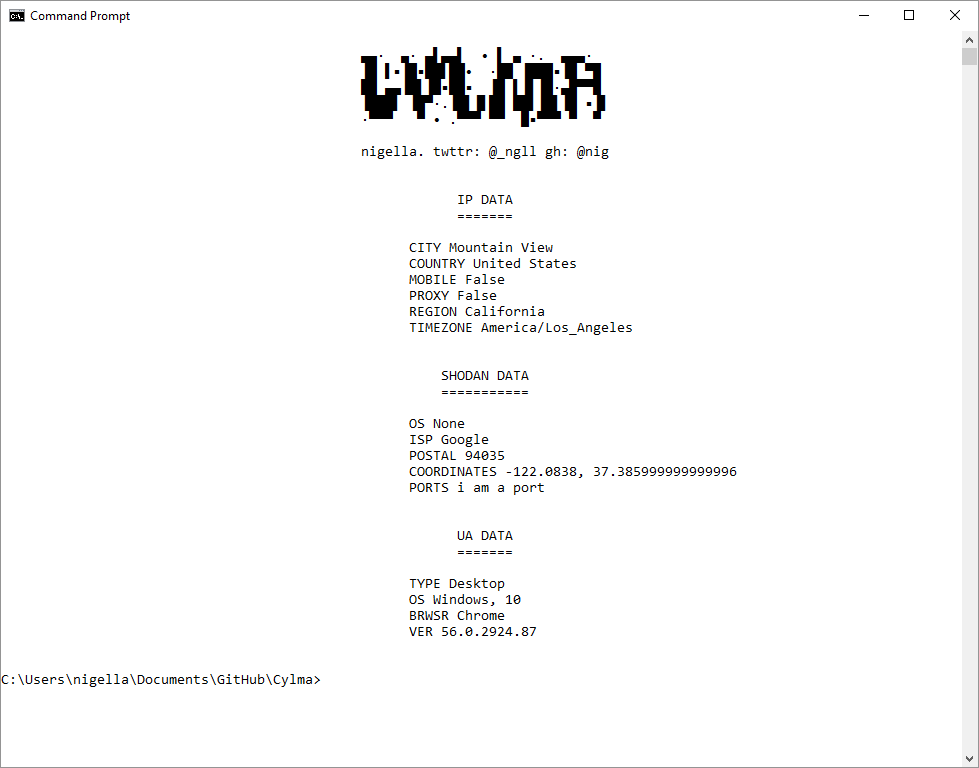 Command Prompt
CYLMA
nigella. twttr: @_ngll gh: @nig
IP DATA
=======
CITY Mountain View
COUNTRY United States
MOBILE False
PROXY False
REGION California
TIMEZONE America/Los_Angeles
SHODAN DATA
===========
OS None
ISP Google
POSTAL 94035
COORDINATES -122.0838, 37.385999999999996
PORTS i am a port
UA DATA
=======
TYPE Desktop
OS Windows, 10
BRWSR Chrome
VER 56.0.2924.87
C:\Users\nigella\Documents\GitHub\Cylma>